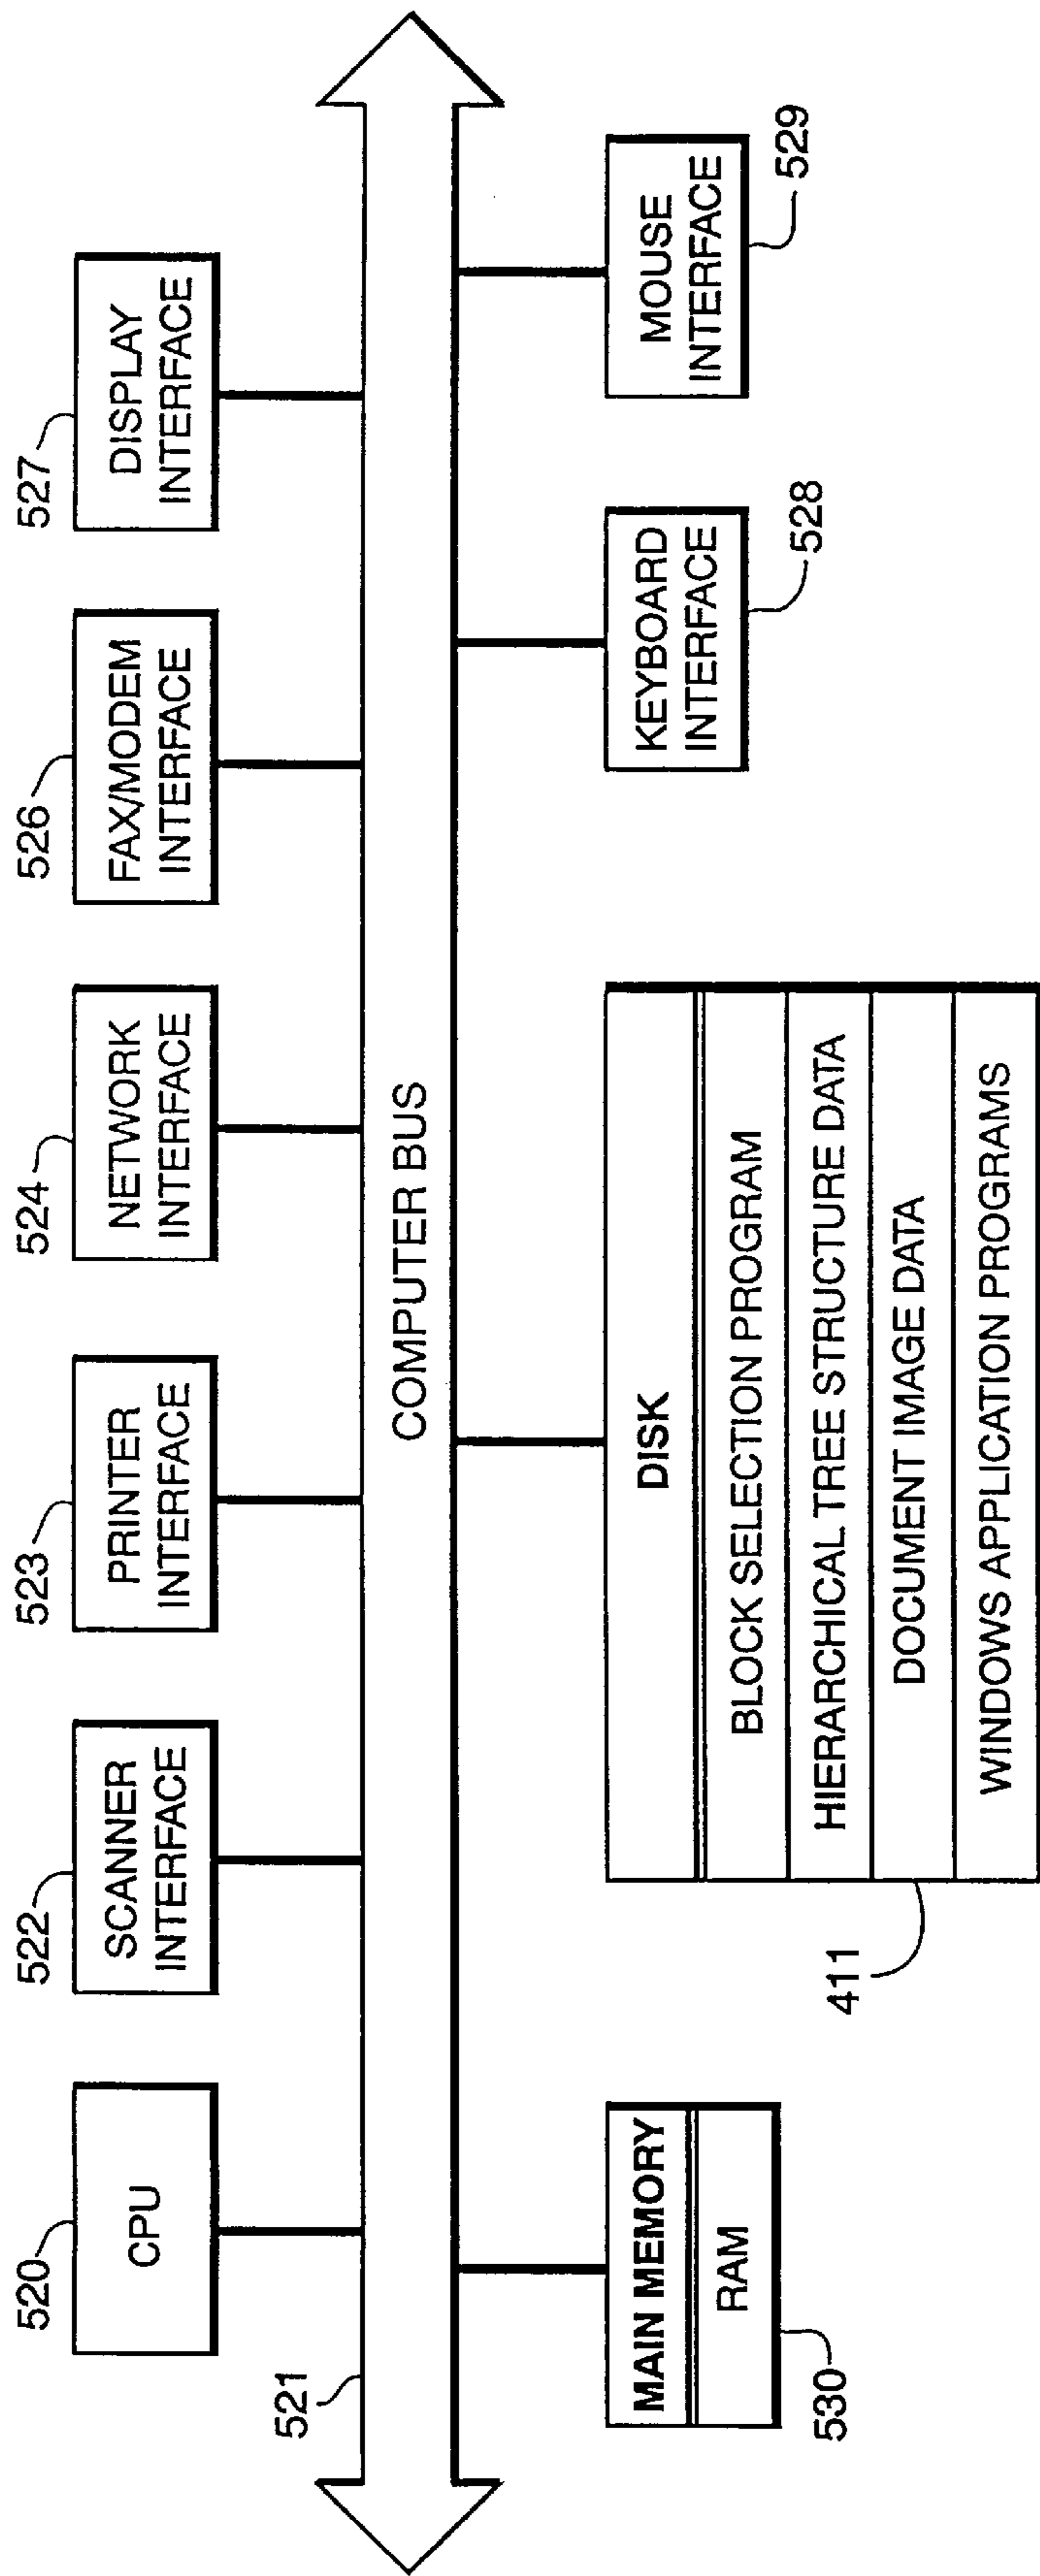 520
522
523
524
526
527
CPU
SCANNER
INTERFACE
PRINTER
INTERFACE
NETWORK
INTERFACE
FAX/MODEM
INTERFACE
DISPLAY
INTERFACE
521
COMPUTER BUS
MAIN MEMORY
RAM
530
DISK
BLOCK SELECTION PROGRAM
HIERARCHICAL TREE STRUCTURE DATA
DOCUMENT IMAGE DATA
WINDOWS APPLICATION PROGRAMS
411
KEYBOARD
INTERFACE
528
MOUSE
INTERFACE
529